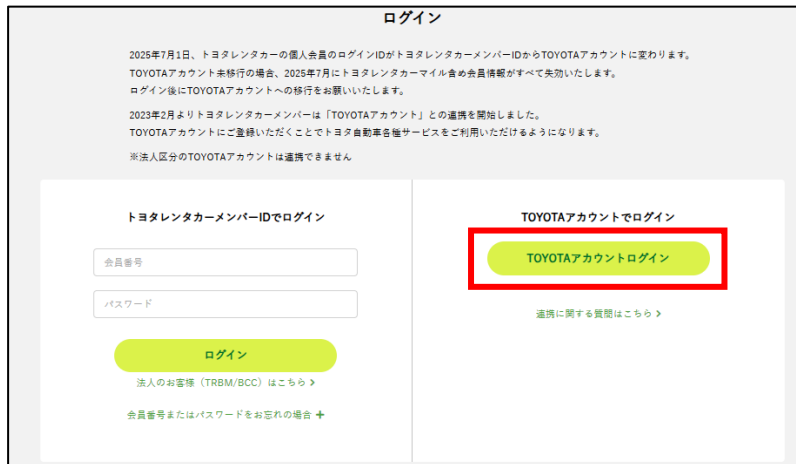 ログイン
2025年7月1日、トヨタレンタカーの個人会員のログインIDがトヨタレンタカーメンバーIDからTOYOTAアカウントに変わります。
TOYOTAアカウント未移行の場合、2025年7月にトヨタレンタカーマイル含め会員情報がすべて失効いたします。
ログイン後にTOYOTAアカウントへの移行をお願いいたします。
2023年2月よりトヨタレンタカーメンバーは「TOYOTAアカウント」との連携を開始しました。
TOYOTAアカウントにご登録いただくことでトヨタ自動車各種サービスをご利用いただけるようになります。
※法人区分のTOYOTAアカウントは連携できません
トヨタレンタカーメンバーIDでログイン
会員番号
パスワード
ログイン
法人のお客様（TRBM/BCC）はこちら >
会員番号またはパスワードをお忘れの場合 +
TOYOTAアカウントでログイン
TOYOTAアカウントログイン
連携に関する質問はこちら >